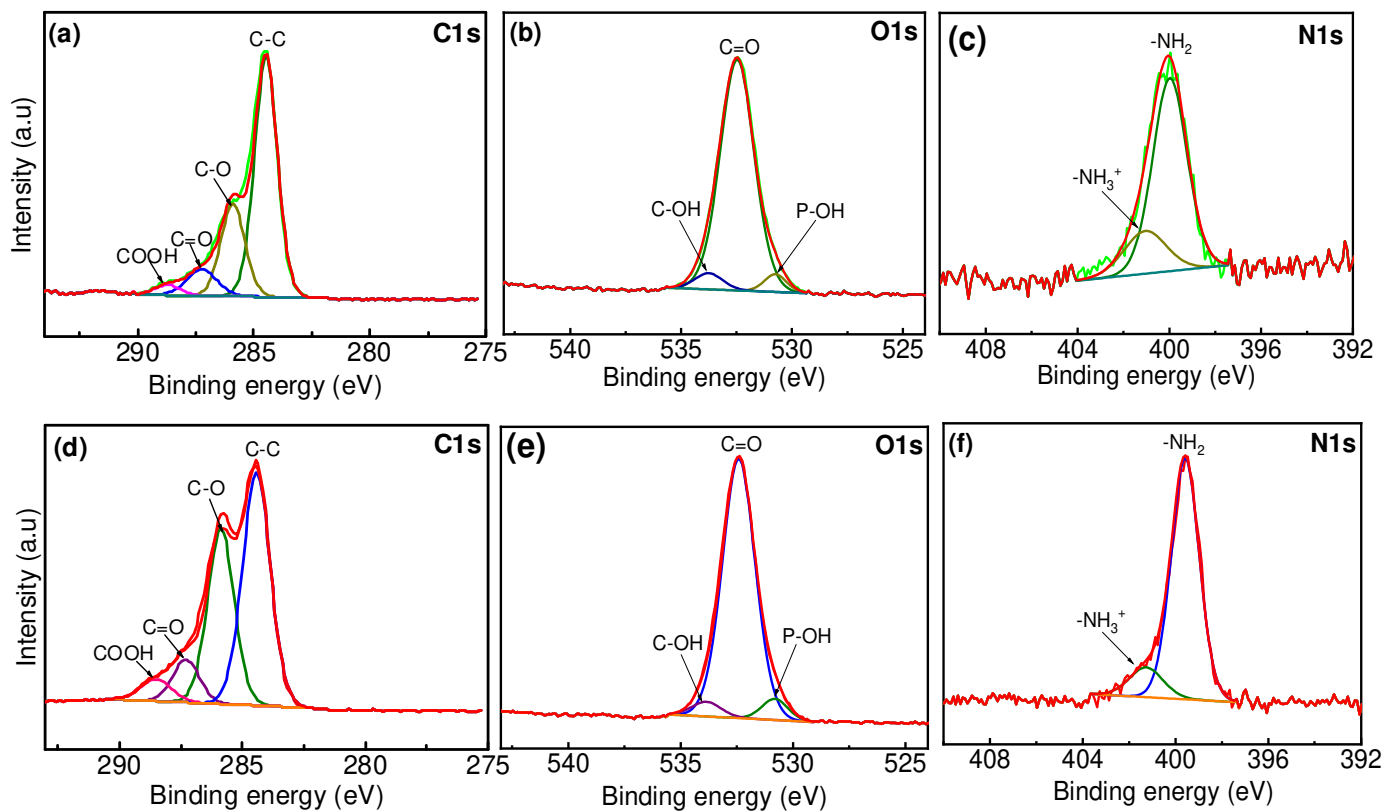 (a)
C1s
C-C
C-O
C=O
COOH
Intensity (a.u)
290
285
280
275
Binding energy (eV)
(b)
O1s
C=O
C-OH
P-OH
540
535
530
525
Binding energy (eV)
(c)
N1s
-NH2
-NH3+
408
404
400
396
392
Binding energy (eV)
(d)
C1s
C-C
C-O
C=O
COOH
Intensity (a.u)
290
285
280
275
Binding energy (eV)
(e)
O1s
C=O
C-OH
P-OH
540
535
530
525
Binding energy (eV)
(f)
N1s
-NH2
-NH3+
408
404
400
396
392
Binding energy (eV)